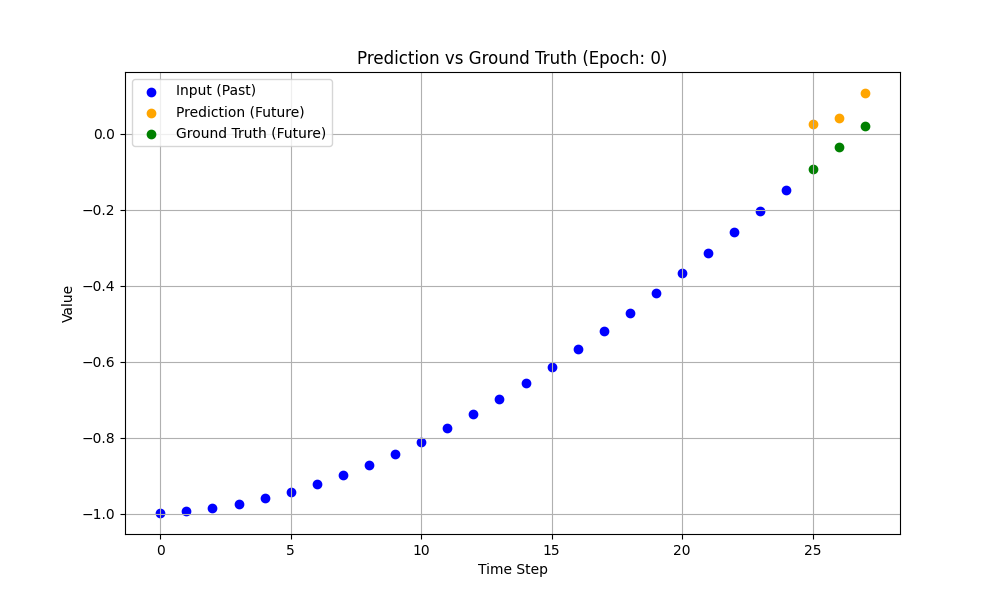 Prediction vs Ground Truth (Epoch: 0)
Input (Past)
Prediction (Future)
Ground Truth (Future)
0.0
−0.2
−0.4
−0.6
−0.8
−1.0
Value
0 5 10 15 20 25
Time Step